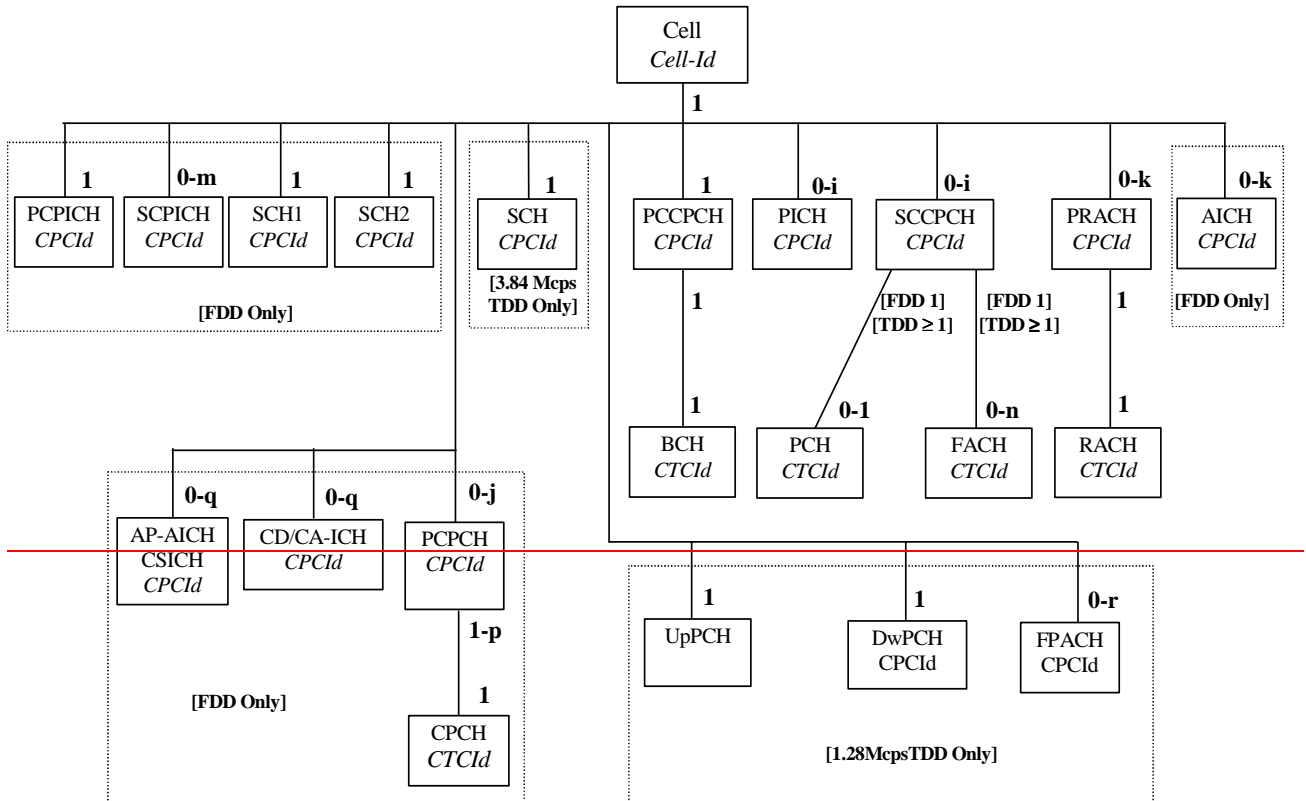 Cell
Cell-Id
1
1
0-m
1
1
1
1
0-i
0-i
0-k
0-k
PCPICH
CPCId
SCPICH
CPCId
SCH1
CPCId
SCH2
CPCId
SCH
CPCId
PCCPCH
CPCId
PICH
CPCId
SCCPCH
CPCId
PRACH
CPCId
AICH
CPCId
[FDD Only]
[3.84 Mcps
TDD Only]
1
[FDD 1]
[TDD ≥ 1]
[FDD 1]
[TDD ≥ 1]
1
[FDD Only]
1
0-1
0-n
1
BCH
CTCId
PCH
CTCId
FACH
CTCId
RACH
CTCId
0-q
0-q
0-j
AP-AICH
CSICH
CPCId
CD/CA-ICH
CPCId
PCPCH
CPCId
1
1
0-r
UpPCH
DwPCH
CPCId
FPACH
CPCId
1-p
1
[FDD Only]
CPCH
CTCId
[1.28McpsTDD Only]